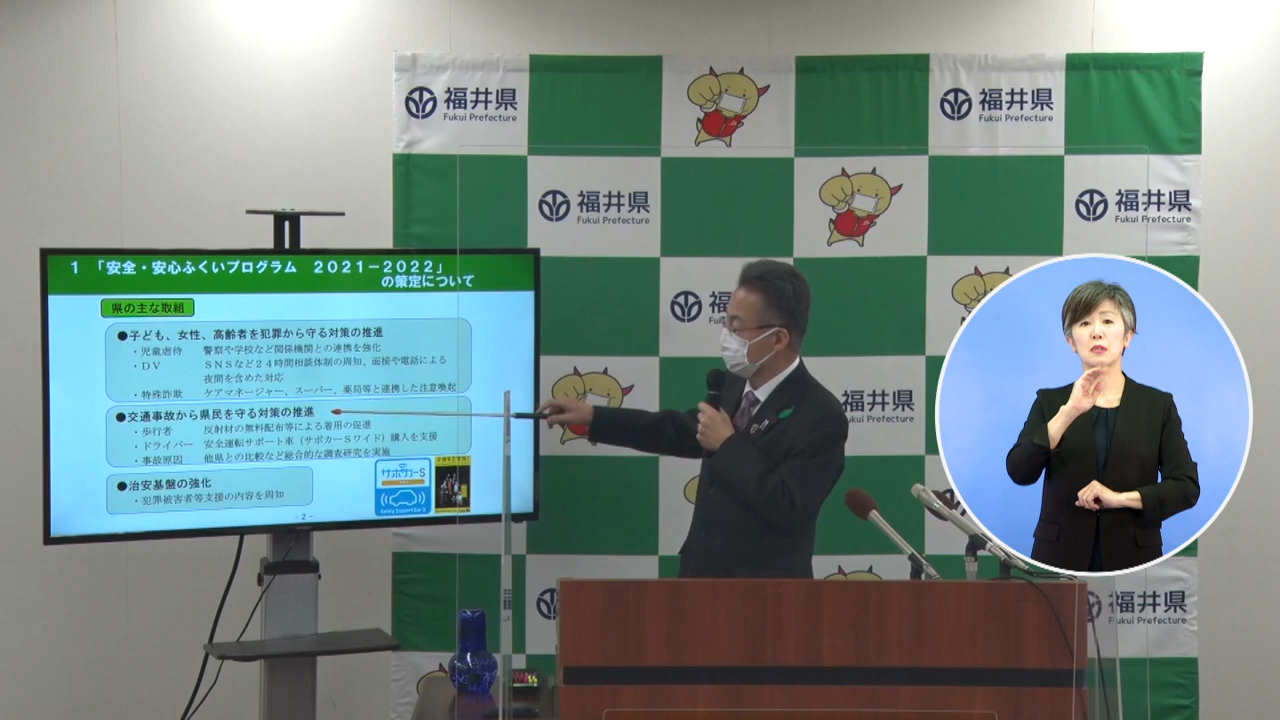 福井県
Fukui Prefecture
福井県
Fukui Prefecture
福井県
Fukui Prefecture
福井県
Fukui Prefecture
福
福井県
Fukui Prefecture
福井県
Fukui Prefecture
1 「安全・安心ふくいプログラム 2021－2022」
の策定について
県の主な取組
●子ども、女性、高齢者を犯罪から守る対策の推進
・児童虐待 警察や学校など関係機関との連携を強化
・DV SNSなど24時間相談体制の周知、面接や電話による
夜間を含めた対応
・特殊詐欺 ケアマネージャー、スーパー、薬局等と連携した注意喚起
●交通事故から県民を守る対策の推進
・歩行者 反射材の無料配布等による着用の促進
・ドライバー 安全運転サポート車（サポカーSワイド）購入を支援
・事故原因 他県との比較など総合的な調査研究を実施
●治安基盤の強化
・犯罪被害者等支援の内容を周知
サポカーS
Safety Support Car S
－2－